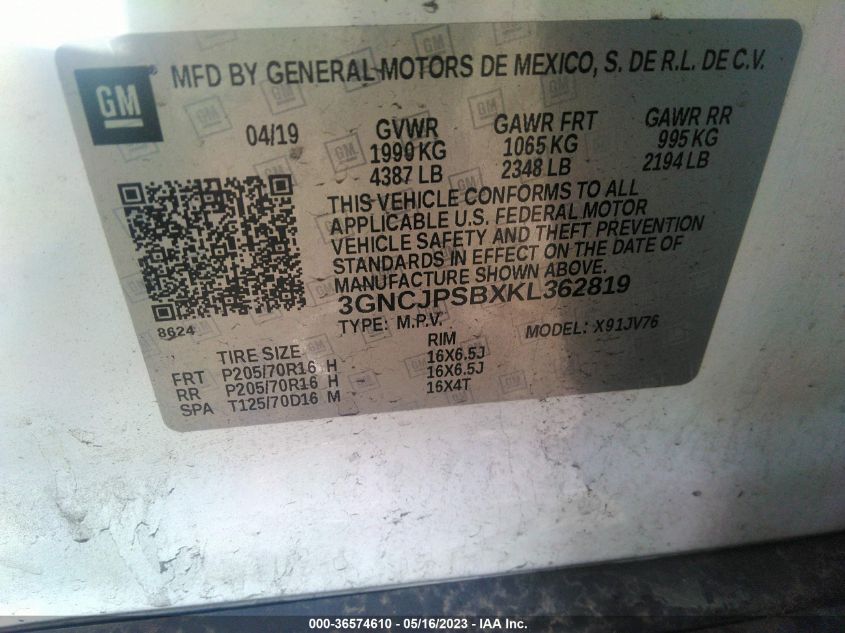 GM
MFD BY GENERAL MOTORS DE MEXICO, S. DE R.L. DE C.V.
04/19
GVWR GAWR FRT GAWR RR
1990 KG 1065 KG 995 KG
4387 LB 2348 LB 2194 LB
THIS VEHICLE CONFORMS TO ALL
APPLICABLE U.S. FEDERAL MOTOR
VEHICLE SAFETY AND THEFT PREVENTION
STANDARDS IN EFFECT ON THE DATE OF
MANUFACTURE SHOWN ABOVE.
3GNCJPSBXKL362819
8624
TYPE: M.P.V. MODEL: X91JV76
TIRE SIZE RIM
FRT P205/70R16 H 16X6.5J
RR P205/70R16 H 16X6.5J
SPA T125/70D16 M 16X4T
000-36574610 - 05/16/2023 - IAA Inc.